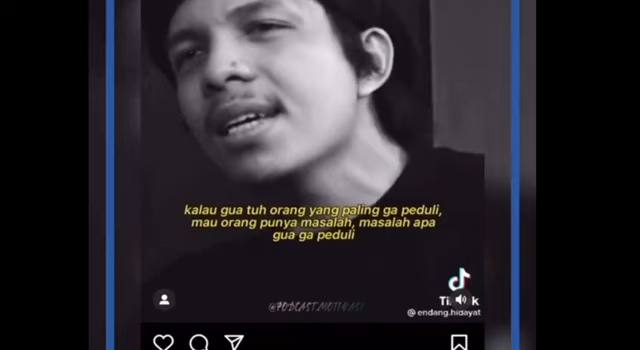 kalau gua tuh orang yang paling ga peduli,
mau orang punya masalah, masalah apa
gua ga peduli
@PODCAST.MOTIVASI
@endang.hidayat